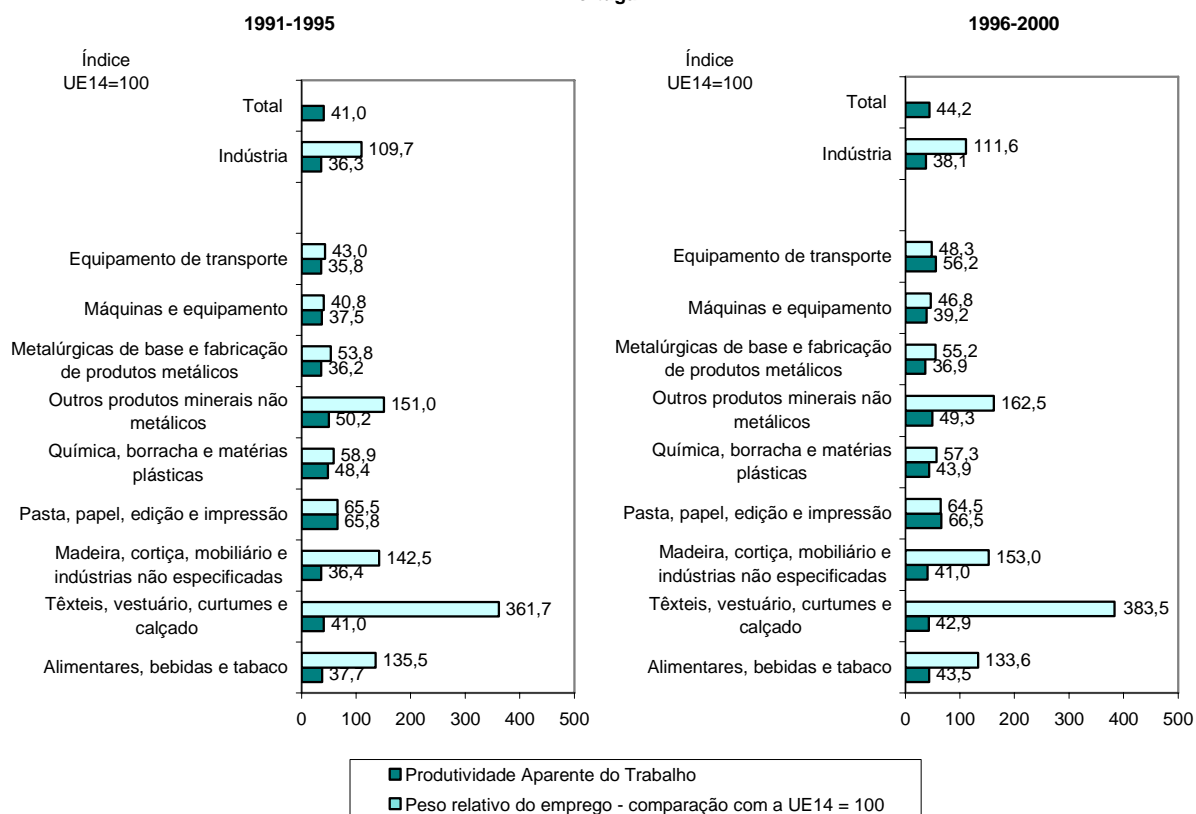 1991-1995
Índice
UE14=100
Total
41,0
Indústria
109,7
36,3
Equipamento de transporte
43,0
35,8
Máquinas e equipamento
40,8
37,5
Metalúrgicas de base e fabricação
de produtos metálicos
53,8
36,2
Outros produtos minerais não
metálicos
151,0
50,2
Química, borracha e matérias
plásticas
58,9
48,4
Pasta, papel, edição e impressão
65,5
65,8
Madeira, cortiça, mobiliário e
indústrias não especificadas
142,5
36,4
Têxteis, vestuário, curtumes e
calçado
361,7
41,0
Alimentares, bebidas e tabaco
135,5
37,7
0 100 200 300 400 500
1996-2000
Índice
UE14=100
Total
44,2
Indústria
111,6
38,1
Equipamento de transporte
48,3
56,2
Máquinas e equipamento
46,8
39,2
Metalúrgicas de base e fabricação
de produtos metálicos
55,2
36,9
Outros produtos minerais não
metálicos
162,5
49,3
Química, borracha e matérias
plásticas
57,3
43,9
Pasta, papel, edição e impressão
64,5
66,5
Madeira, cortiça, mobiliário e
indústrias não especificadas
153,0
41,0
Têxteis, vestuário, curtumes e
calçado
383,5
42,9
Alimentares, bebidas e tabaco
133,6
43,5
0 100 200 300 400 500
Produtividade Aparente do Trabalho
Peso relativo do emprego - comparação com a UE14 = 100